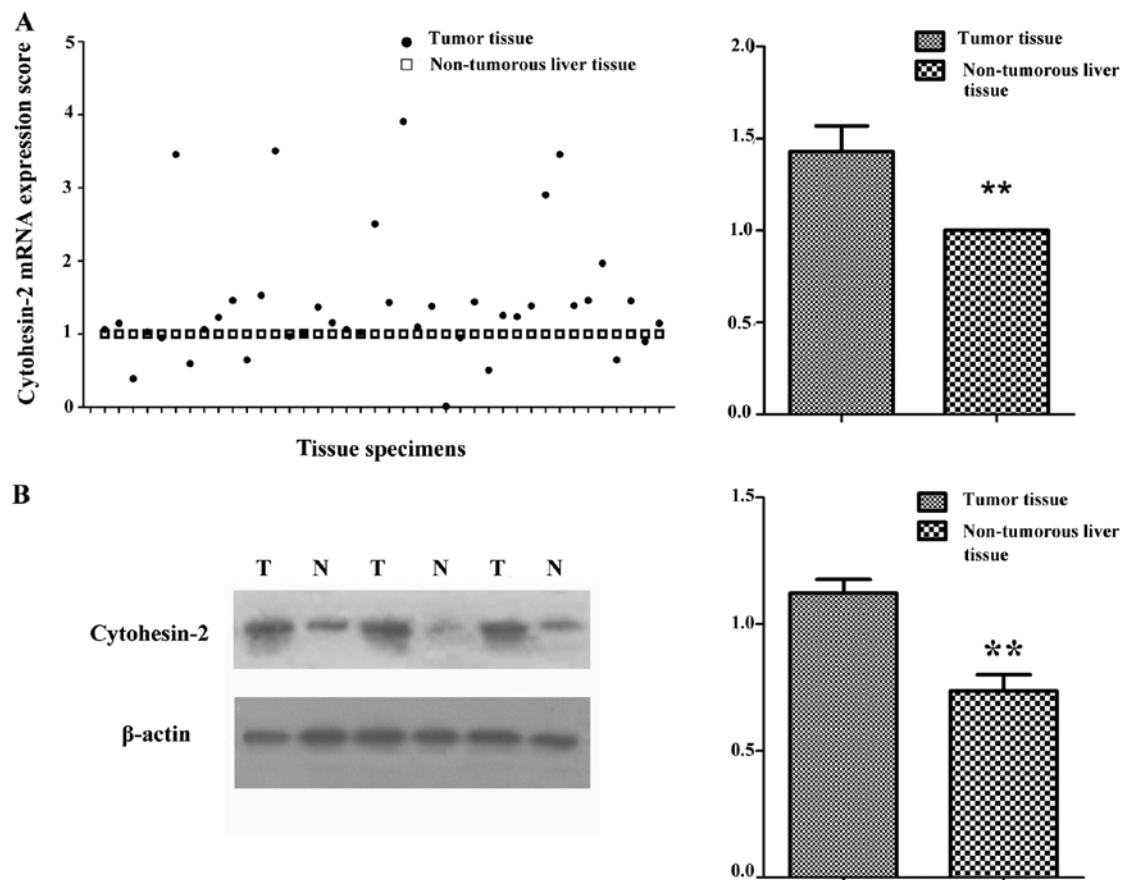 A
Cytohesin-2 mRNA expression score
5
4
3
2
1
0
Tumor tissue
Non-tumorous liver tissue
Tissue specimens
2.0
1.5
1.0
0.5
0.0
Tumor tissue
Non-tumorous liver
tissue
**
B
T N T N T N
Cytohesin-2
β-actin
1.5
1.0
0.5
0.0
Tumor tissue
Non-tumorous liver
tissue
**